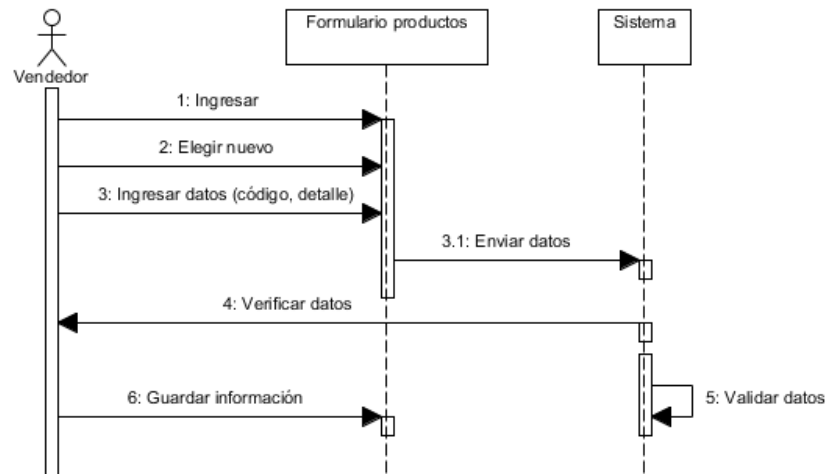 Formulario productos
Sistema
Vendedor
1: Ingresar
2: Elegir nuevo
3: Ingresar datos (código, detalle)
3.1: Enviar datos
4: Verificar datos
5: Validar datos
6: Guardar información